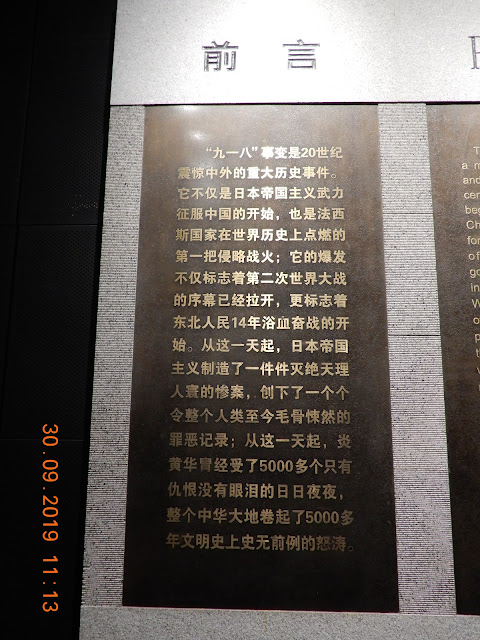 前言
“九一八”事变是20世纪
震惊中外的重大历史事件。
它不仅是日本帝国主义武力
征服中国的开始，也是法西
斯国家在世界历史上点燃的
第一把侵略战火；它的爆发
不仅标志着第二次世界大战
的序幕已经拉开，更标志着
东北人民14年浴血奋战的开
始。从这一天起，日本帝国
主义制造了一件件灭绝天理
人寰的惨案，创下了一个个
令整个人类至今毛骨悚然的
罪恶记录；从这一天起，炎
黄华胄经受了5000多个只有
仇恨没有眼泪的日日夜夜，
整个中华大地卷起了5000多
年文明史上史无前例的怒涛。
30.09.2019 11:13